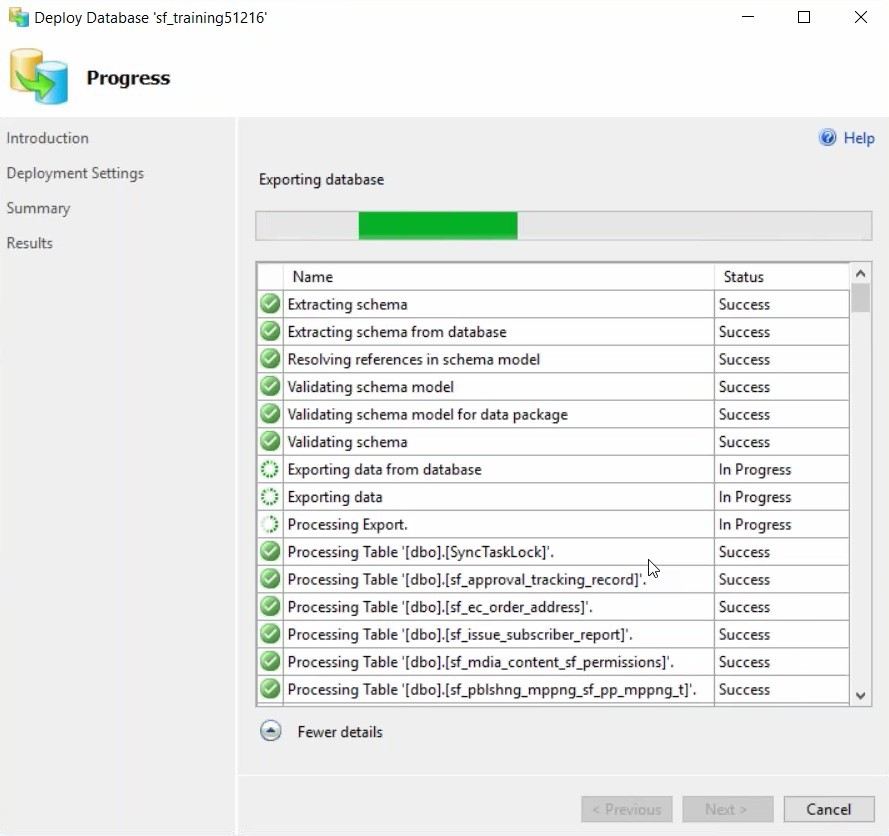 Deploy Database 'sf_training51216'
Progress
Introduction
Deployment Settings
Summary
Results
Help
Exporting database
Name Status
Extracting schema Success
Extracting schema from database Success
Resolving references in schema model Success
Validating schema model Success
Validating schema model for data package Success
Validating schema Success
Exporting data from database In Progress
Exporting data In Progress
Processing Export. In Progress
Processing Table '[dbo].[SyncTaskLock]'. Success
Processing Table '[dbo].[sf_approval_tracking_record]'. Success
Processing Table '[dbo].[sf_ec_order_address]'. Success
Processing Table '[dbo].[sf_issue_subscriber_report]'. Success
Processing Table '[dbo].[sf_mdia_content_sf_permissions]'. Success
Processing Table '[dbo].[sf_pblshng_mppng_sf_pp_mppng_t]'. Success
Fewer details
< Previous Next > Cancel